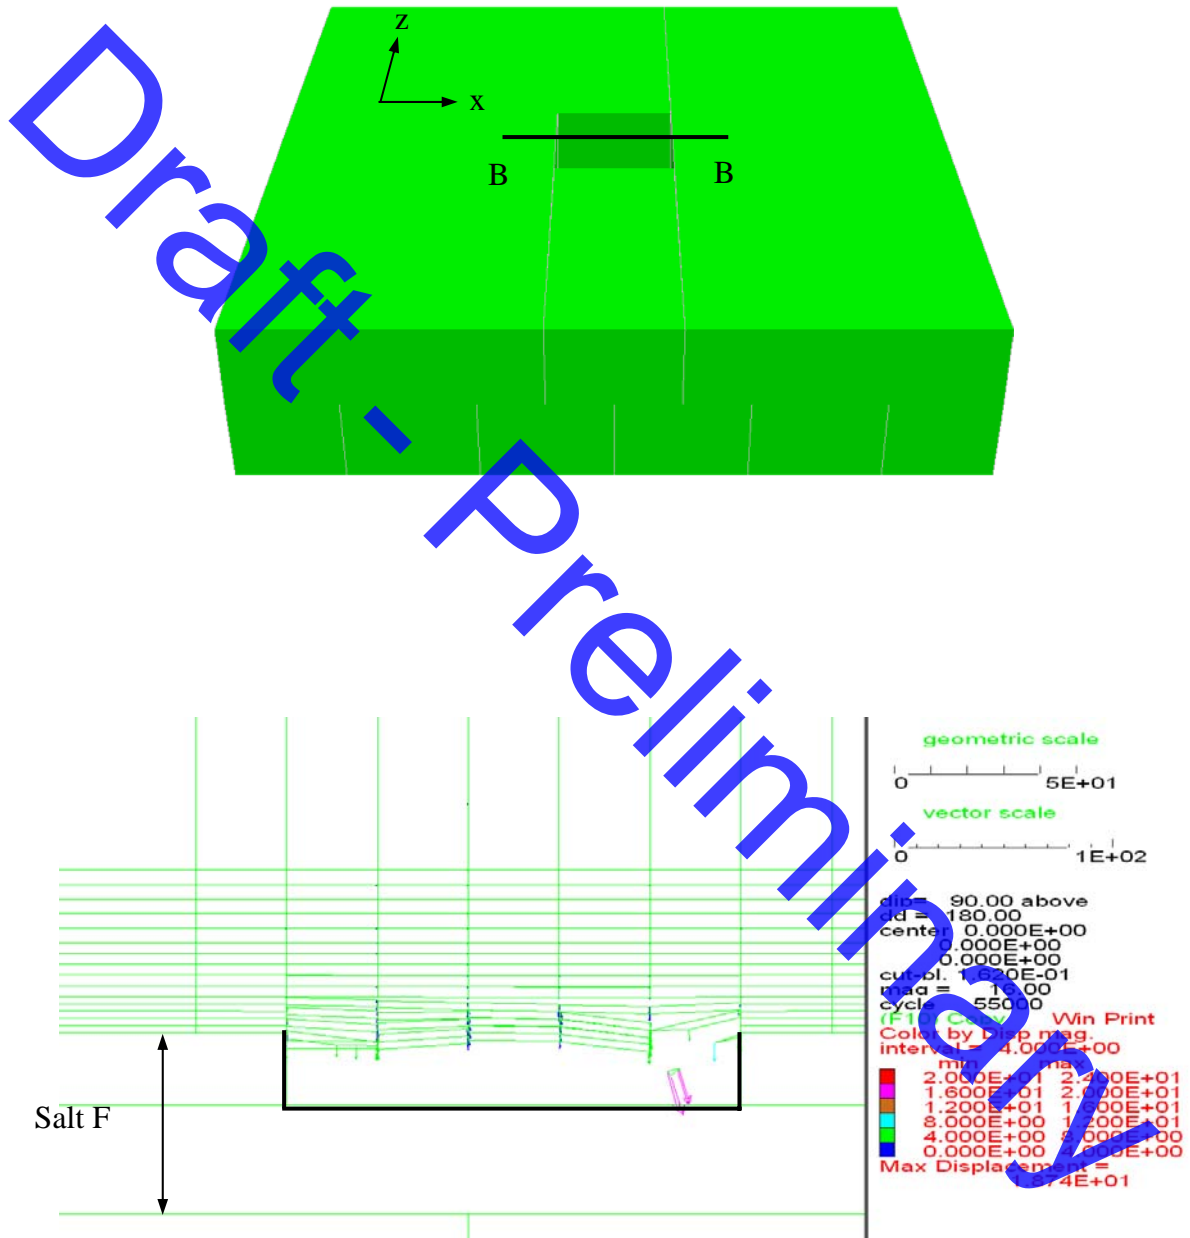 z
x
B
B
Draft - Preliminary
geometric scale
0 5E+01
vector scale
0 1E+02
dip= 90.00 above
dd = 180.00
center 0.000E+00
0.000E+00
0.000E+00
cut-bl. 1.620E-01
mag = 16.00
cycle 55000
(F10) Copy Win Print
Color by Disp mag.
interval = 4.000E+00
min max
2.000E+01 2.400E+01
1.600E+01 2.000E+01
1.200E+01 1.600E+01
8.000E+00 1.200E+01
4.000E+00 8.000E+00
0.000E+00 4.000E+00
Max Displacement =
1.874E+01
Salt F